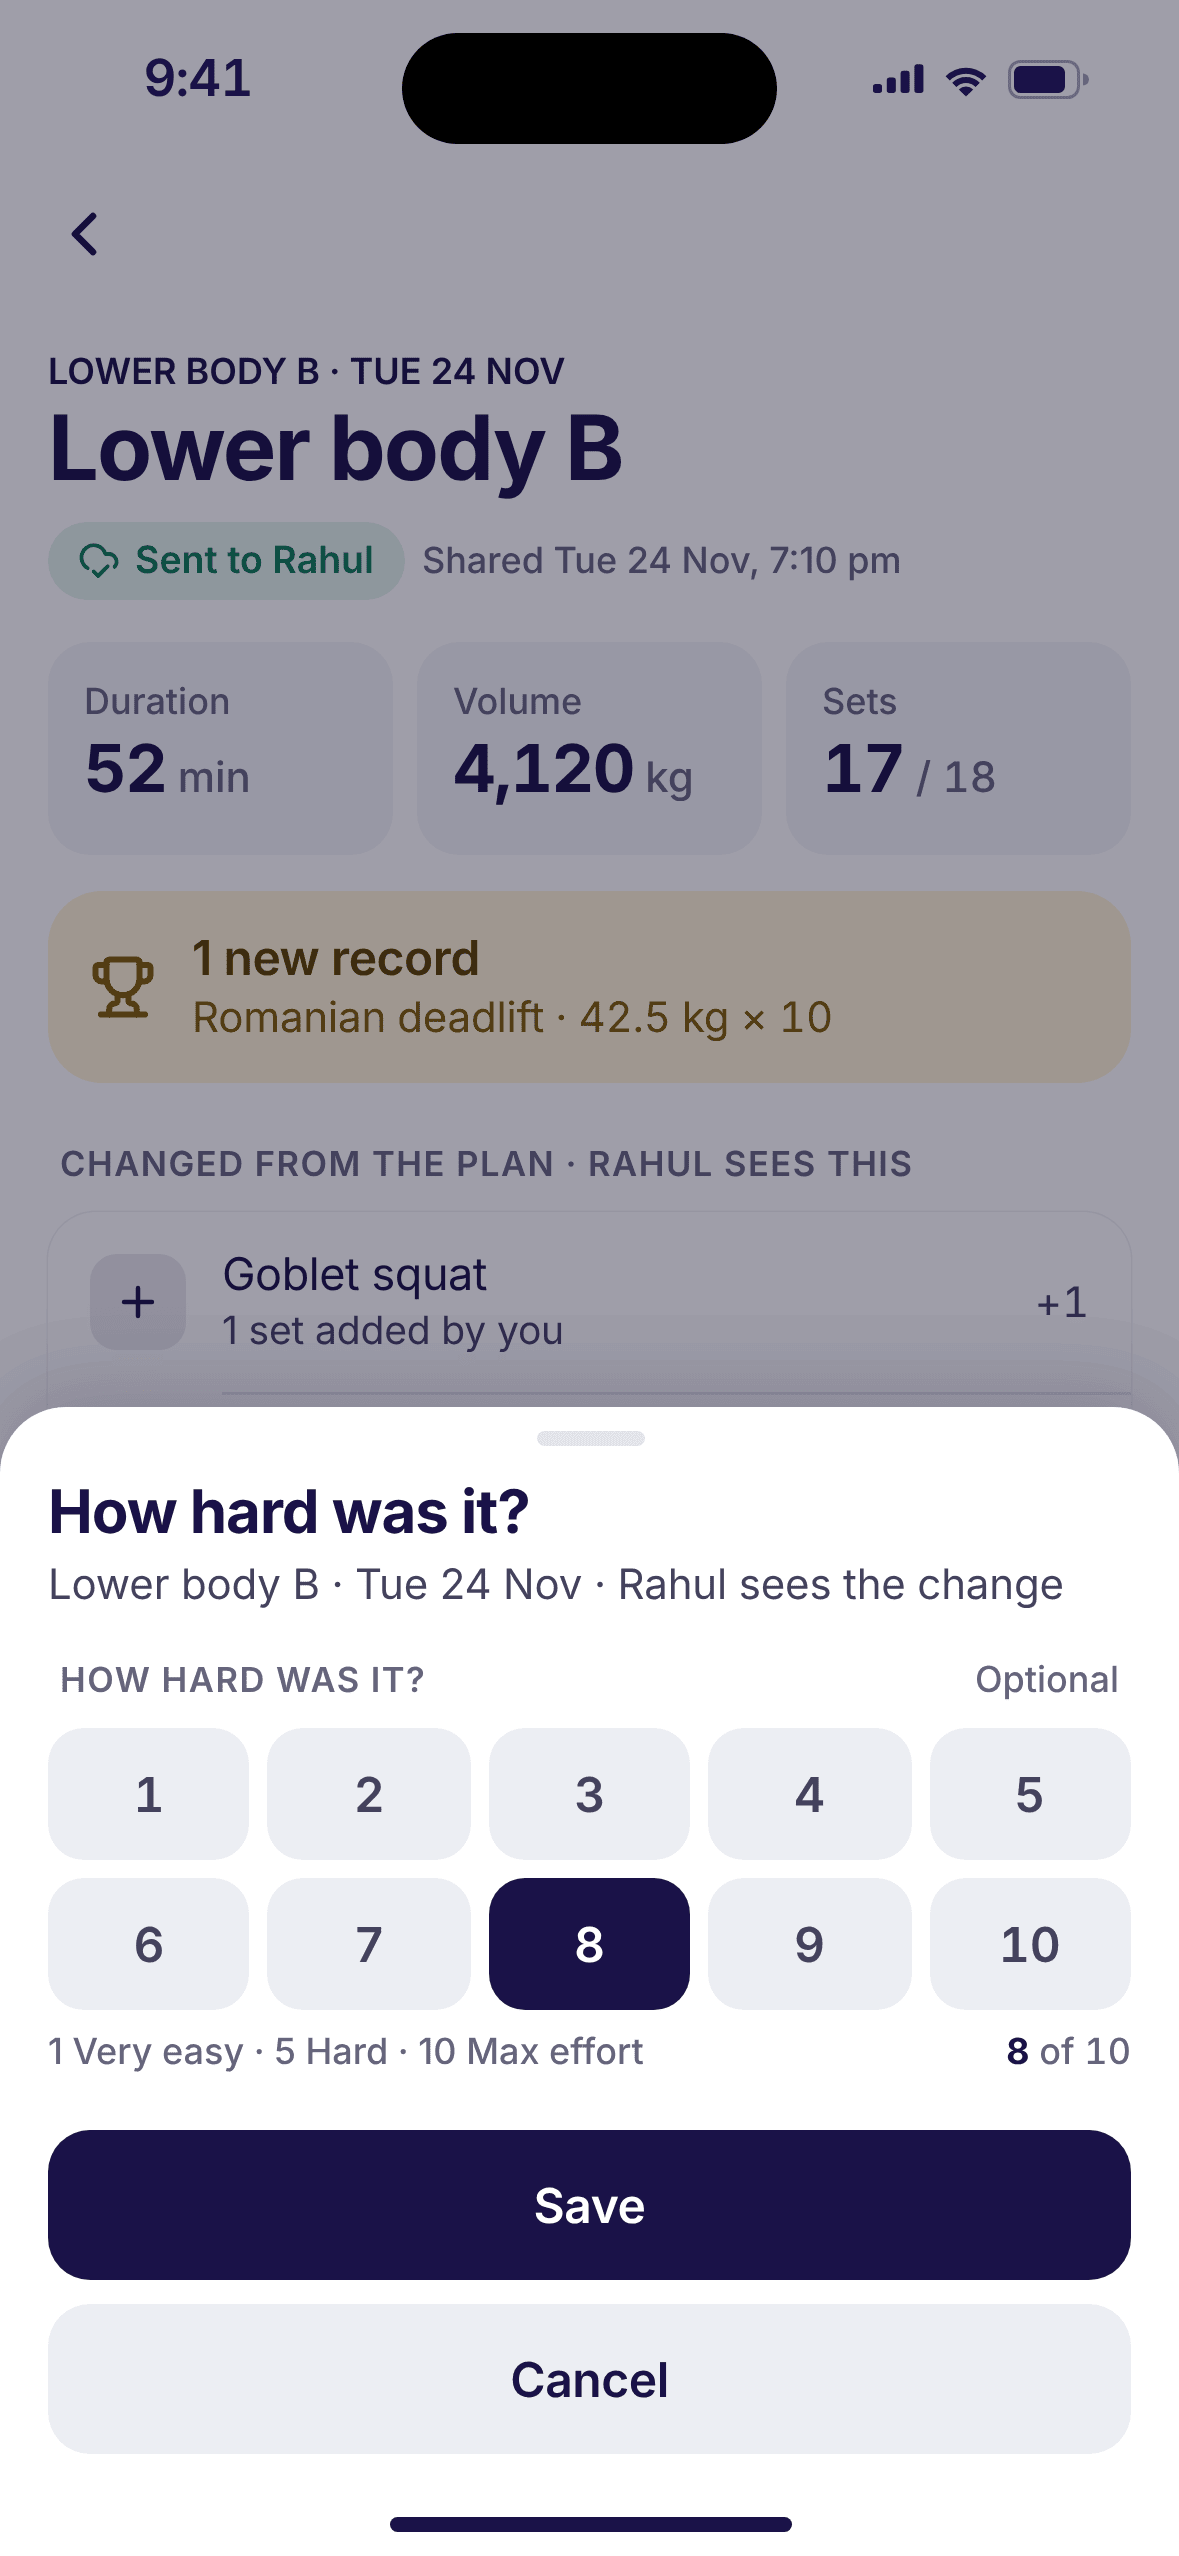 9:41
LOWER BODY B · TUE 24 NOV
Lower body B
Sent to Rahul Shared Tue 24 Nov, 7:10 pm
Duration Volume Sets
52 min 4,120 kg 17 / 18
1 new record
Romanian deadlift · 42.5 kg × 10
CHANGED FROM THE PLAN · RAHUL SEES THIS
Goblet squat
1 set added by you
+1
How hard was it?
Lower body B · Tue 24 Nov · Rahul sees the change
HOW HARD WAS IT? Optional
1 2 3 4 5
6 7 8 9 10
1 Very easy · 5 Hard · 10 Max effort 8 of 10
Save
Cancel